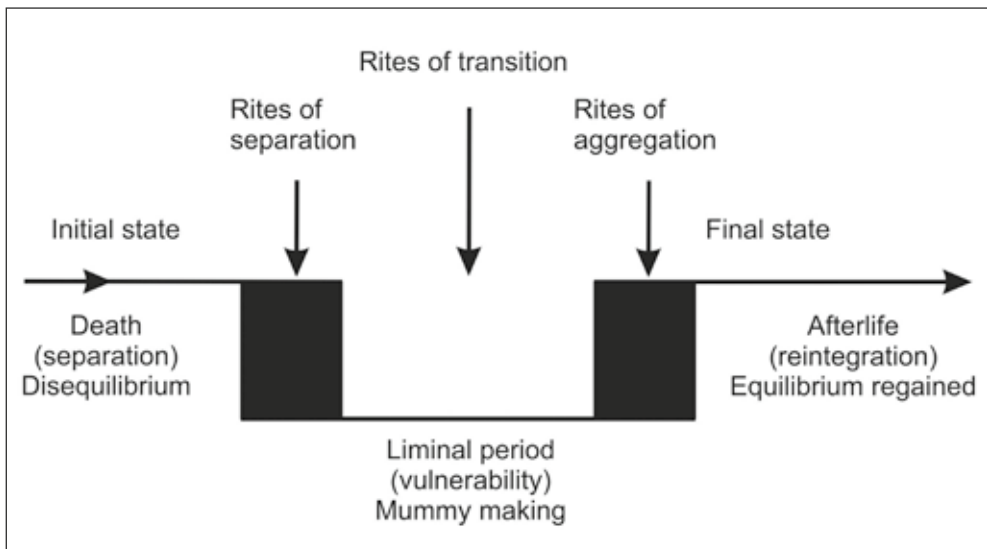 Rites of transition
Rites of
separation
Rites of
aggregation
Initial state
Final state
Death
(separation)
Disequilibrium
Afterlife
(reintegration)
Equilibrium regained
Liminal period
(vulnerability)
Mummy making